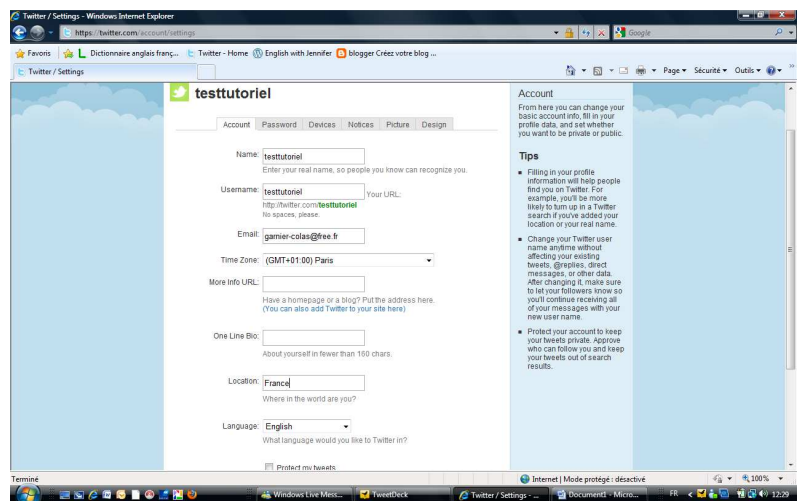 Twitter / Settings - Windows Internet Explorer
https://twitter.com/account/settings
Google
Favoris
Dictionnaire anglais franç...
Twitter - Home
English with Jennifer
blogger Créez votre blog ...
Twitter / Settings
Page
Sécurité
Outils
testtutoriel
Account Password Devices Notices Picture Design
Name: testtutoriel
Enter your real name, so people you know can recognize you.
Username: testtutoriel Your URL:
http://twitter.com/testtutoriel
No spaces, please.
Email: garnier-colas@free.fr
Time Zone: (GMT+01:00) Paris
More Info URL:
Have a homepage or a blog? Put the address here.
(You can also add Twitter to your site here)
One Line Bio:
About yourself in fewer than 160 chars.
Location: France
Where in the world are you?
Language: English
What language would you like to Twitter in?
Protect my tweets
Account
From here you can change your
basic account info, fill in your
profile data, and set whether
you want to be private or public.
Tips
Filling in your profile
information will help people
find you on Twitter. For
example, you'll be more
likely to turn up in a Twitter
search if you've added your
location or your real name.
Change your Twitter user
name anytime without
affecting your existing
tweets, @replies, direct
messages, or other data.
After changing it, make sure
to let your followers know so
you'll continue receiving all
of your messages with your
new user name.
Protect your account to keep
your tweets private. Approve
who can follow you and keep
your tweets out of search
results.
Terminé
Internet | Mode protégé : désactivé
100%
Windows Live Mess...
TweetDeck
Twitter / Settings - ...
Document1 - Micro...
FR
12:29